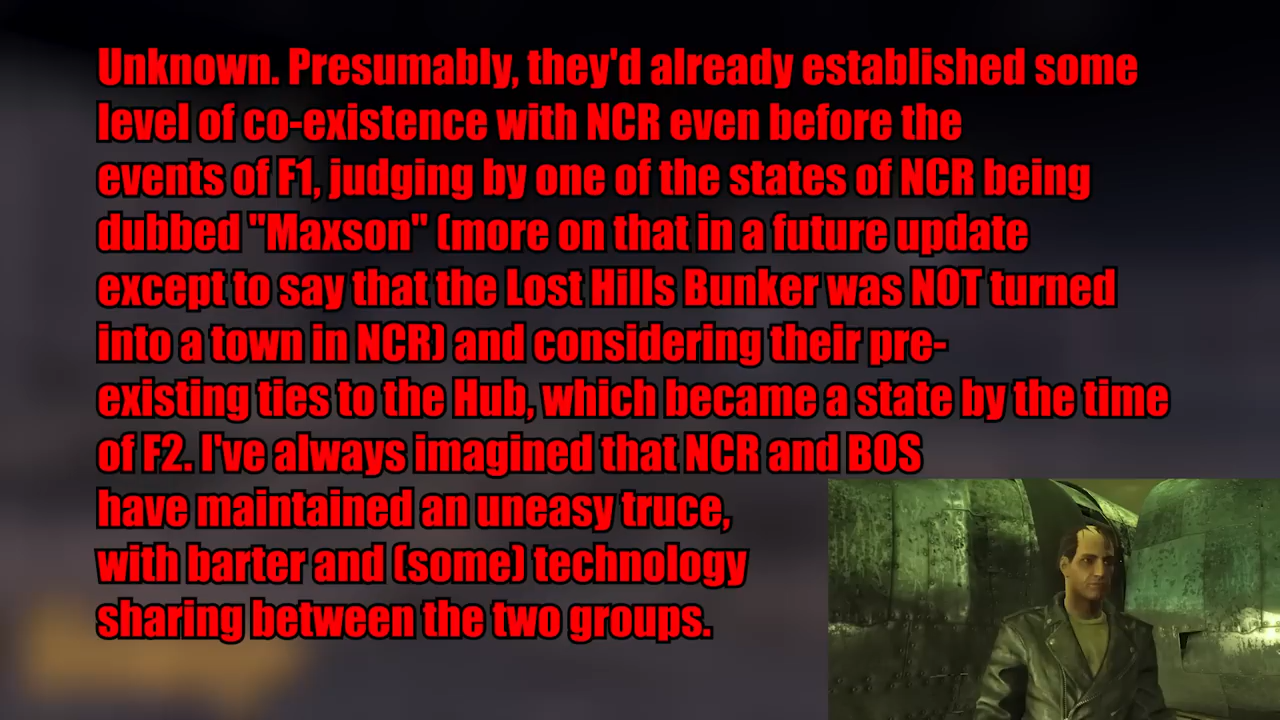 Unknown. Presumably, they'd already established some
level of co-existence with NCR even before the
events of F1, judging by one of the states of NCR being
dubbed "Maxson" (more on that in a future update
except to say that the Lost Hills Bunker was NOT turned
into a town in NCR) and considering their pre-
existing ties to the Hub, which became a state by the time
of F2. I've always imagined that NCR and BOS
have maintained an uneasy truce,
with barter and (some) technology
sharing between the two groups.